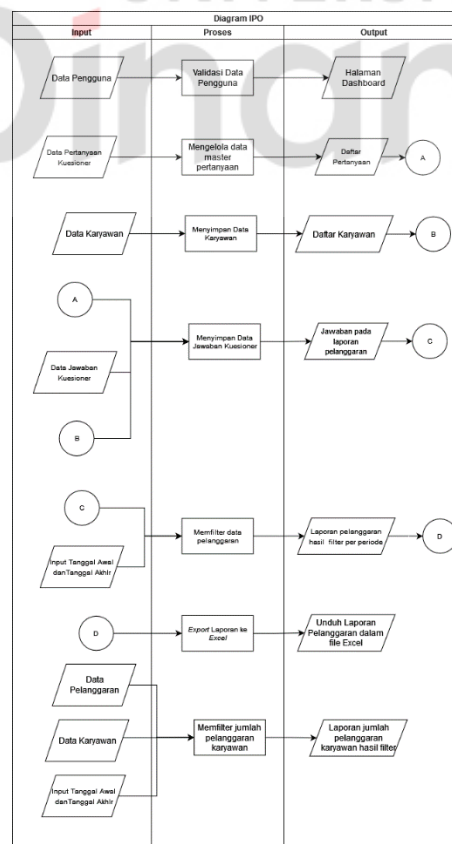 Diagram IPO
Input
Proses
Output
Data Pengguna
Validasi Data
Pengguna
Halaman
Dashboard
Data Pertanyaan
Kuesioner
Mengelola data
master
pertanyaan
Daftar
Pertanyaan
A
Data Karyawan
Menyimpan Data
Karyawan
Daftar Karyawan
B
A
Data Jawaban
Kuesioner
B
Menyimpan Data
Jawaban Kuesioner
Jawaban pada
laporan
pelanggaran
C
C
Input Tanggal Awal
danTanggal Akhir
Memfilter data
pelanggaran
Laporan pelanggaran
hasil filter per periode
D
D
Export Laporan ke
Excel
Unduh Laporan
Pelanggaran dalam
file Excel
Data
Pelanggaran
Data Karyawan
Input Tanggal Awal
danTanggal Akhir
Memfilter jumlah
pelanggaran
karyawan
Laporan jumlah
pelanggaran
karyawan hasil filter